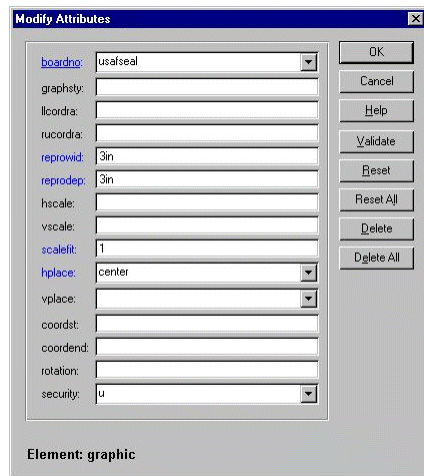 Modify Attributes
boardno: usafseal
graphsty:
llcordra:
rucordra:
reprowid: 3in
reprodep: 3in
hscale:
vscale:
scalefit: 1
hplace: center
vplace:
coordst:
coordend:
rotation:
security: u
OK
Cancel
Help
Validate
Reset
Reset All
Delete
Delete All
Element: graphic